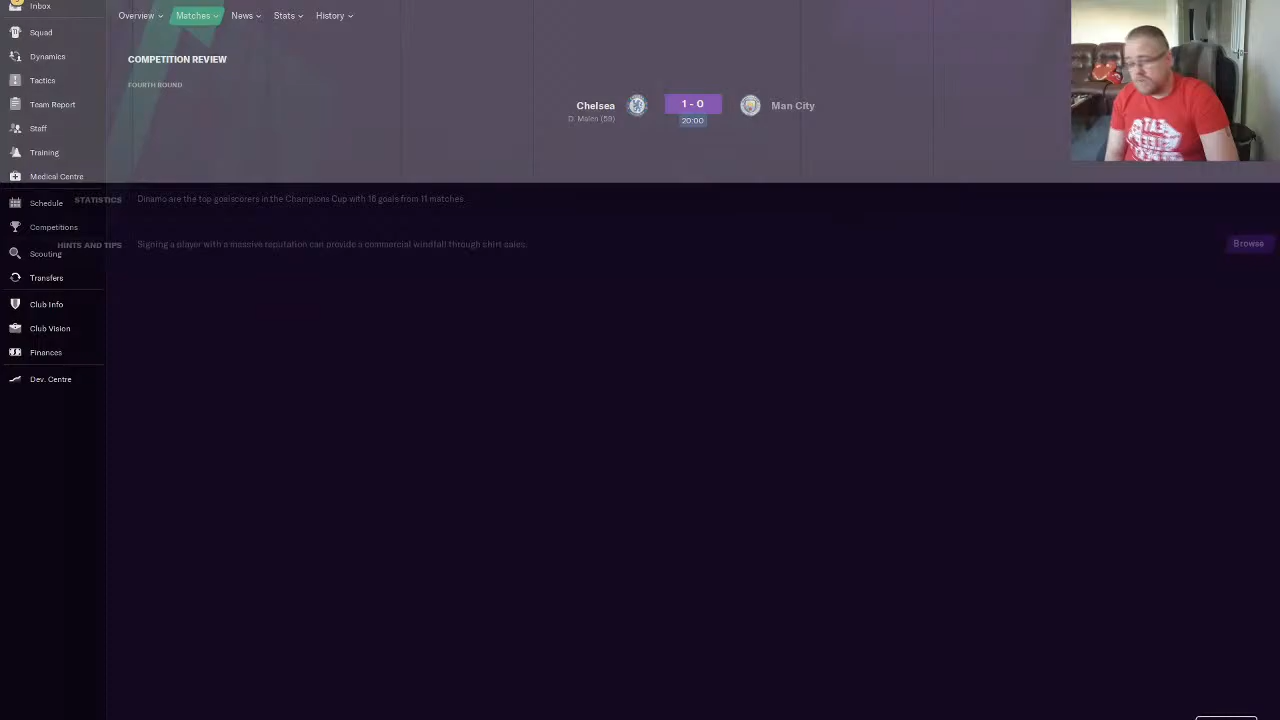 Inbox
Overview
Matches
News
Stats
History
Squad
Dynamics
Tactics
Team Report
Staff
Training
Medical Centre
Schedule
Competitions
Scouting
Transfers
Club Info
Club Vision
Finances
Dev. Centre
COMPETITION REVIEW
FOURTH ROUND
Chelsea 1 - 0 Man City
D. Malen (59) 20:00
STATISTICS Dinamo are the top goalscorers in the Champions Cup with 16 goals from 11 matches.
HINTS AND TIPS Signing a player with a massive reputation can provide a commercial windfall through shirt sales.
Browse
EAT
SLEEP